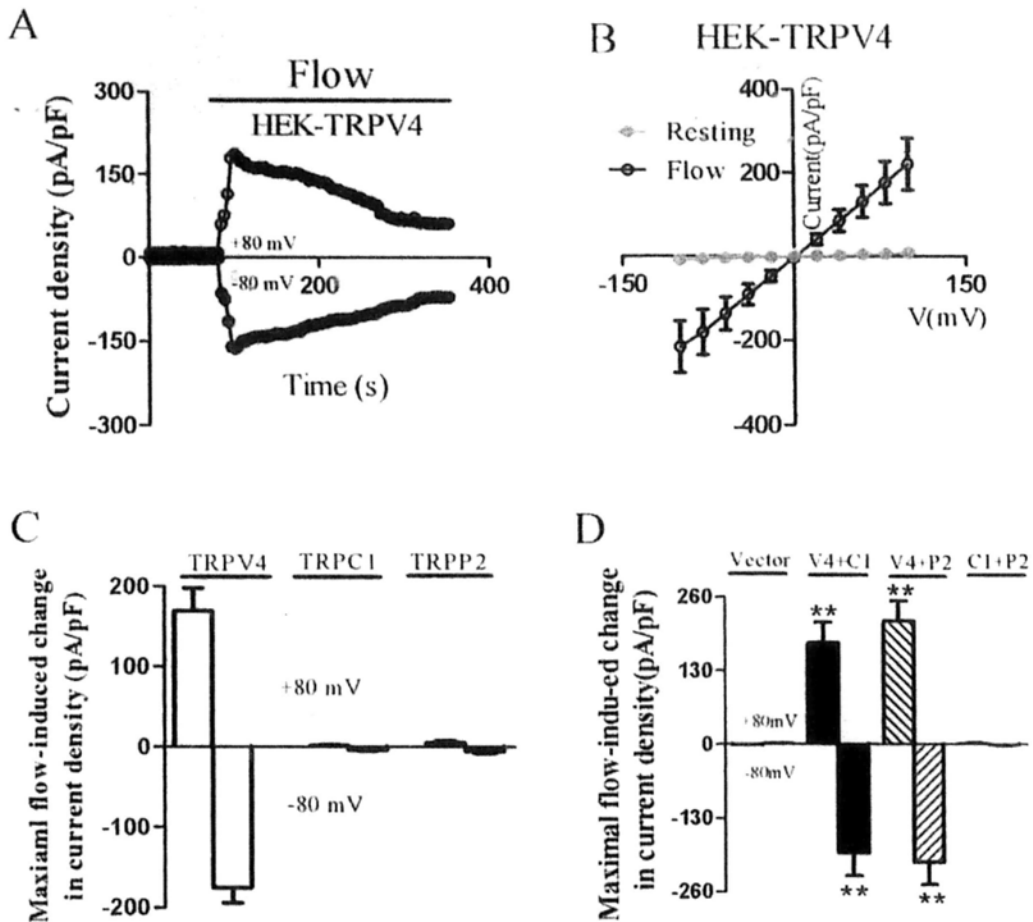 A
Flow
HEK-TRPV4
Current density (pA/pF)
300
150
0
-150
-300
+80 mV
-80 mV
200
400
Time (s)
B
HEK-TRPV4
Resting
Flow
Current(pA/pF)
400
200
-200
-400
-150
150
V(mV)
C
TRPV4
TRPC1
TRPP2
Maxiaml flow-induced change
in current density (pA/pF)
200
100
0
-100
-200
+80 mV
-80 mV
D
Vector
V4+C1
V4+P2
C1+P2
Maximal flow-indu-ed change
in current density(pA/pF)
260
130
0
-130
-260
+80mV
-80mV
**
**
**
**